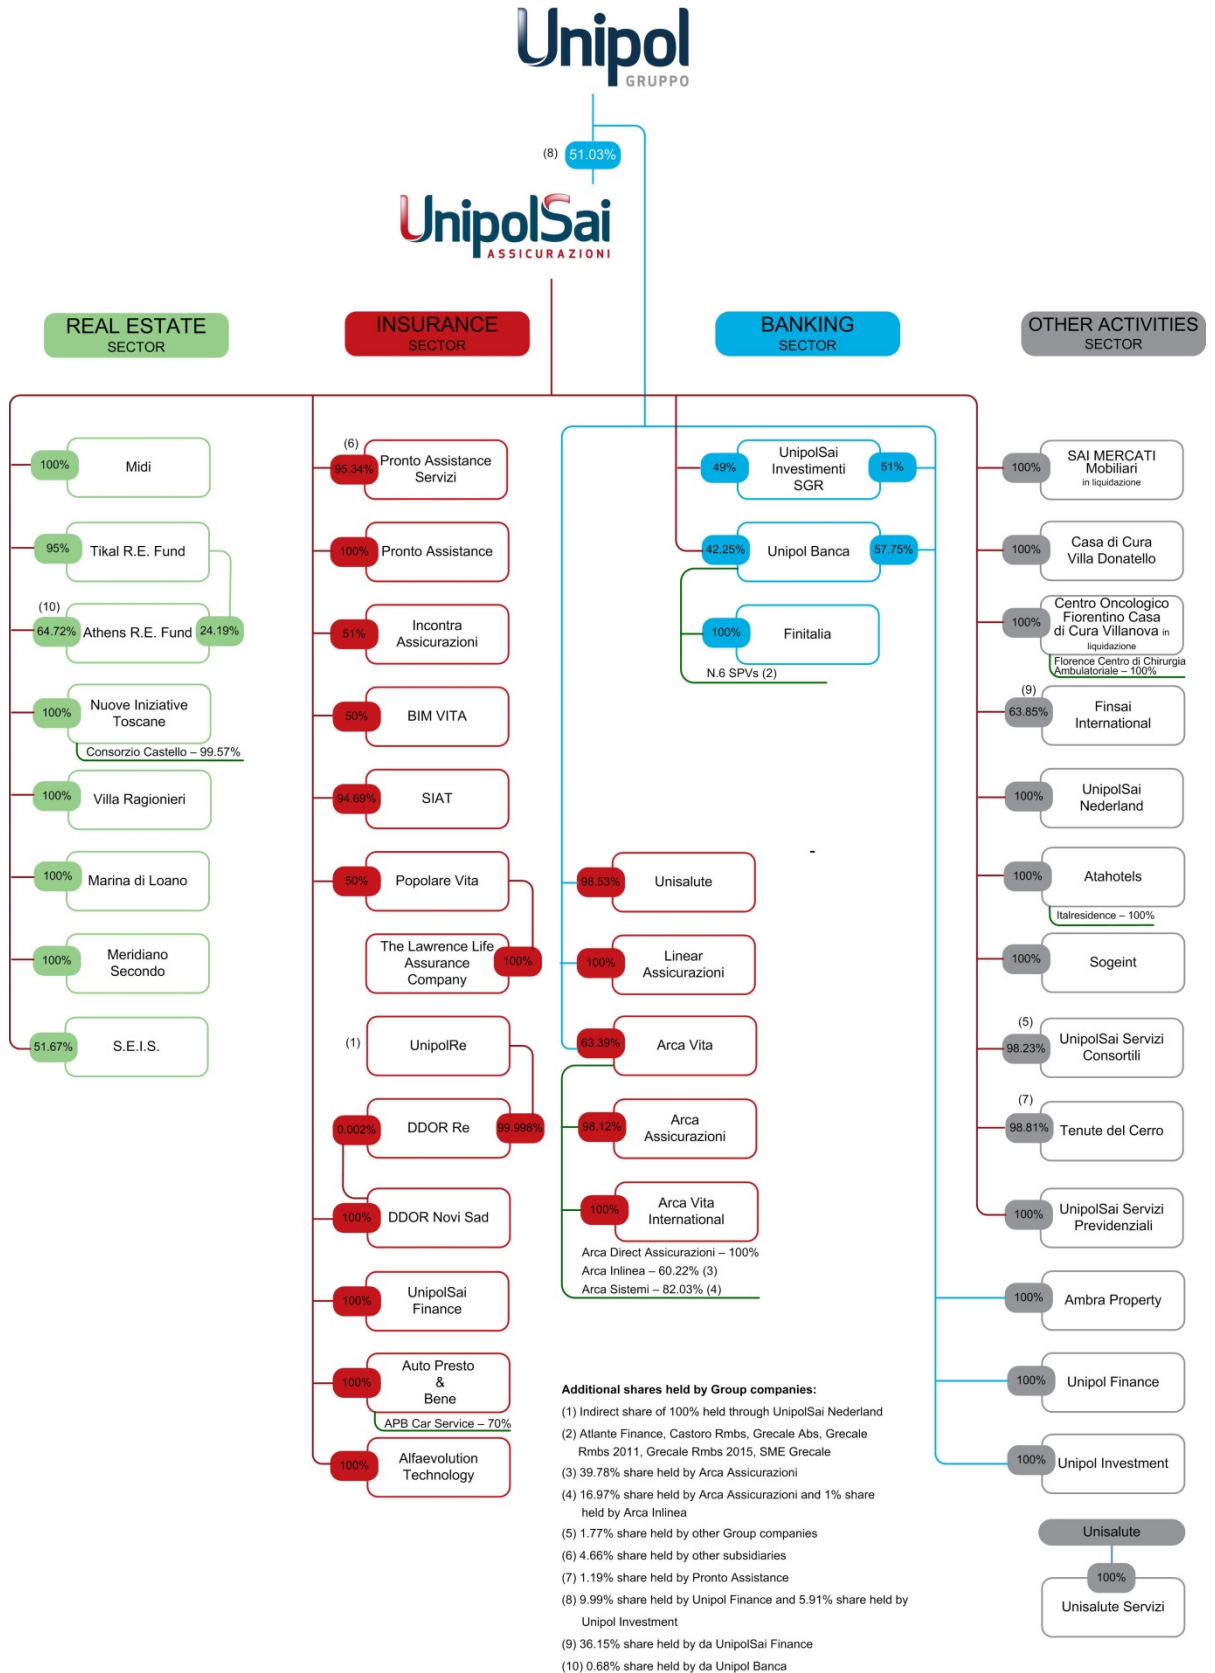 Unipol
GRUPPO
(8) 51.03%
UnipolSai
ASSICURAZIONI
REAL ESTATE
SECTOR
INSURANCE
SECTOR
BANKING
SECTOR
OTHER ACTIVITIES
SECTOR
100% Midi
95% Tikal R.E. Fund
(10)
64.72% Athens R.E. Fund 24.19%
100% Nuove Iniziative
Toscane
Consorzio Castello – 99.57%
100% Villa Ragionieri
100% Marina di Loano
100% Meridiano
Secondo
51.67% S.E.I.S.
(6)
95.34% Pronto Assistance
Servizi
100% Pronto Assistance
51% Incontra
Assicurazioni
50% BIM VITA
94.69% SIAT
50% Popolare Vita
The Lawrence Life
Assurance
Company
100%
(1) UnipolRe
0.002% DDOR Re 99.998%
100% DDOR Novi Sad
100% UnipolSai
Finance
100% Auto Presto
&
Bene
APB Car Service – 70%
100% Alfaevolution
Technology
49% UnipolSai
Investimenti
SGR
51%
42.25% Unipol Banca 57.75%
100% Finitalia
N.6 SPVs (2)
-
98.53% Unisalute
100% Linear
Assicurazioni
63.39% Arca Vita
98.12% Arca
Assicurazioni
100% Arca Vita
International
Arca Direct Assicurazioni – 100%
Arca Inlinea – 60.22% (3)
Arca Sistemi – 82.03% (4)
100% SAI MERCATI
Mobiliari
in liquidazione
100% Casa di Cura
Villa Donatello
100% Centro Oncologico
Fiorentino Casa
di Cura Villanova in
liquidazione
Florence Centro di Chirurgia
Ambulatoriale – 100%
(9)
63.85% Finsai
International
100% UnipolSai
Nederland
100% Atahotels
Italresidence – 100%
100% Sogeint
(5)
98.23% UnipolSai Servizi
Consortili
(7)
98.81% Tenute del Cerro
100% UnipolSai Servizi
Previdenziali
100% Ambra Property
100% Unipol Finance
100% Unipol Investment
Unisalute
100%
Unisalute Servizi
Additional shares held by Group companies:
(1) Indirect share of 100% held through UnipolSai Nederland
(2) Atlante Finance, Castoro Rmbs, Grecale Abs, Grecale
Rmbs 2011, Grecale Rmbs 2015, SME Grecale
(3) 39.78% share held by Arca Assicurazioni
(4) 16.97% share held by Arca Assicurazioni and 1% share
held by Arca Inlinea
(5) 1.77% share held by other Group companies
(6) 4.66% share held by other subsidiaries
(7) 1.19% share held by Pronto Assistance
(8) 9.99% share held by Unipol Finance and 5.91% share held by
Unipol Investment
(9) 36.15% share held by da UnipolSai Finance
(10) 0.68% share held by da Unipol Banca